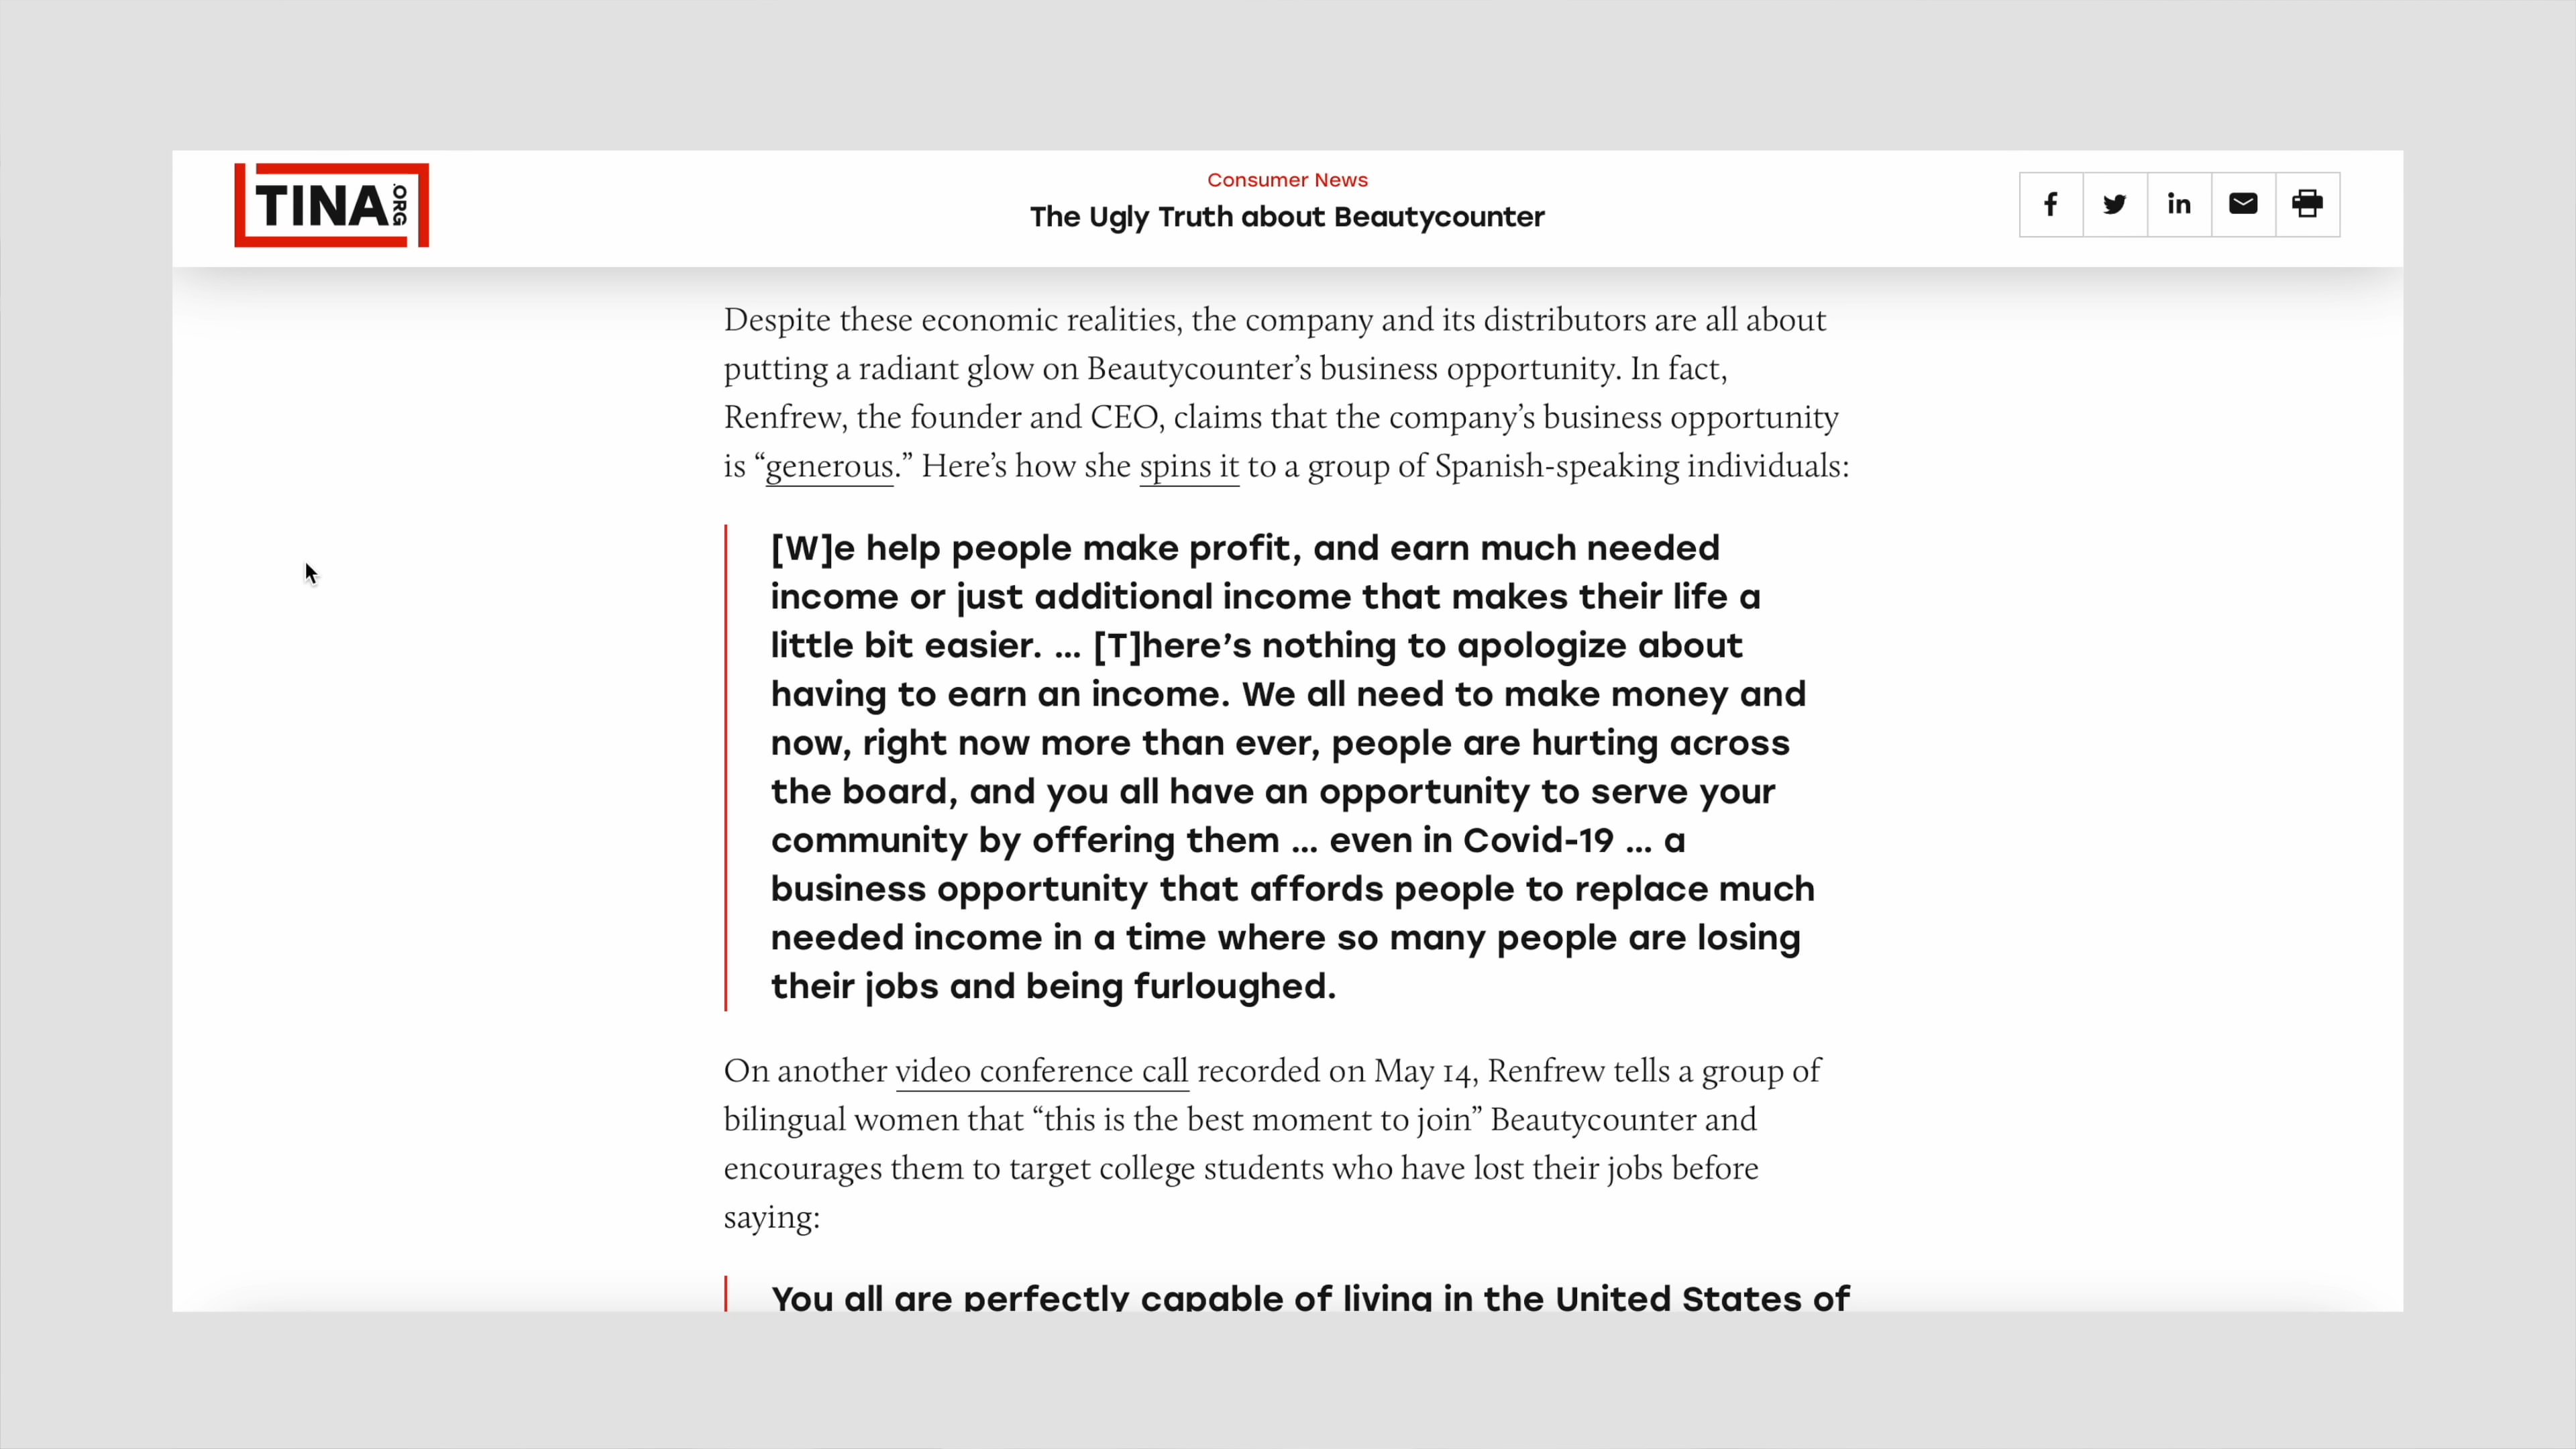 TINA.ORG
Consumer News
The Ugly Truth about Beautycounter
Despite these economic realities, the company and its distributors are all about
putting a radiant glow on Beautycounter’s business opportunity. In fact,
Renfrew, the founder and CEO, claims that the company’s business opportunity
is “generous.” Here’s how she spins it to a group of Spanish-speaking individuals:
[W]e help people make profit, and earn much needed
income or just additional income that makes their life a
little bit easier. … [T]here’s nothing to apologize about
having to earn an income. We all need to make money and
now, right now more than ever, people are hurting across
the board, and you all have an opportunity to serve your
community by offering them … even in Covid-19 … a
business opportunity that affords people to replace much
needed income in a time where so many people are losing
their jobs and being furloughed.
On another video conference call recorded on May 14, Renfrew tells a group of
bilingual women that “this is the best moment to join” Beautycounter and
encourages them to target college students who have lost their jobs before
saying:
You all are perfectly capable of living in the United States of